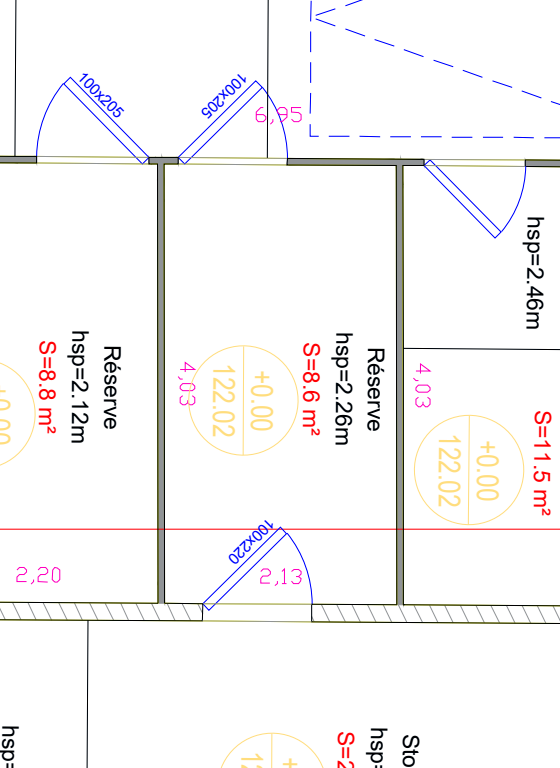 100x205
100x205
6,95
hsp=2.46m
Réserve
hsp=2.12m
S=8.8 m²
Réserve
hsp=2.26m
S=8.6 m²
4,03
+0.00
122.02
4,03
S=11.5 m²
+0.00
122.02
100x220
2,20
2,13
hsp=